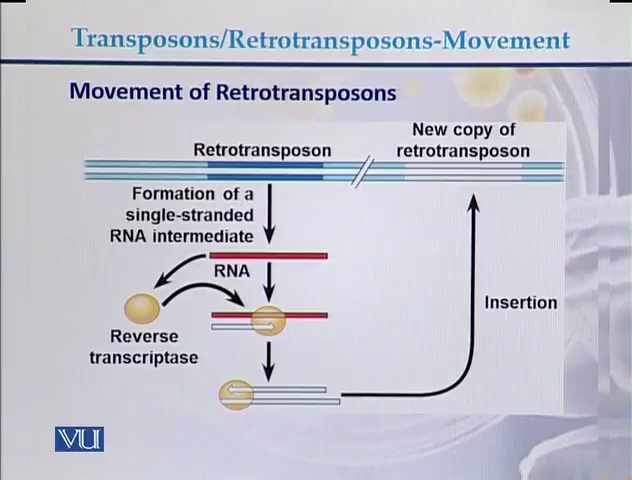 Transposons/Retrotransposons-Movement
Movement of Retrotransposons
Retrotransposon
New copy of
retrotransposon
Formation of a
single-stranded
RNA intermediate
RNA
Reverse
transcriptase
Insertion
VU